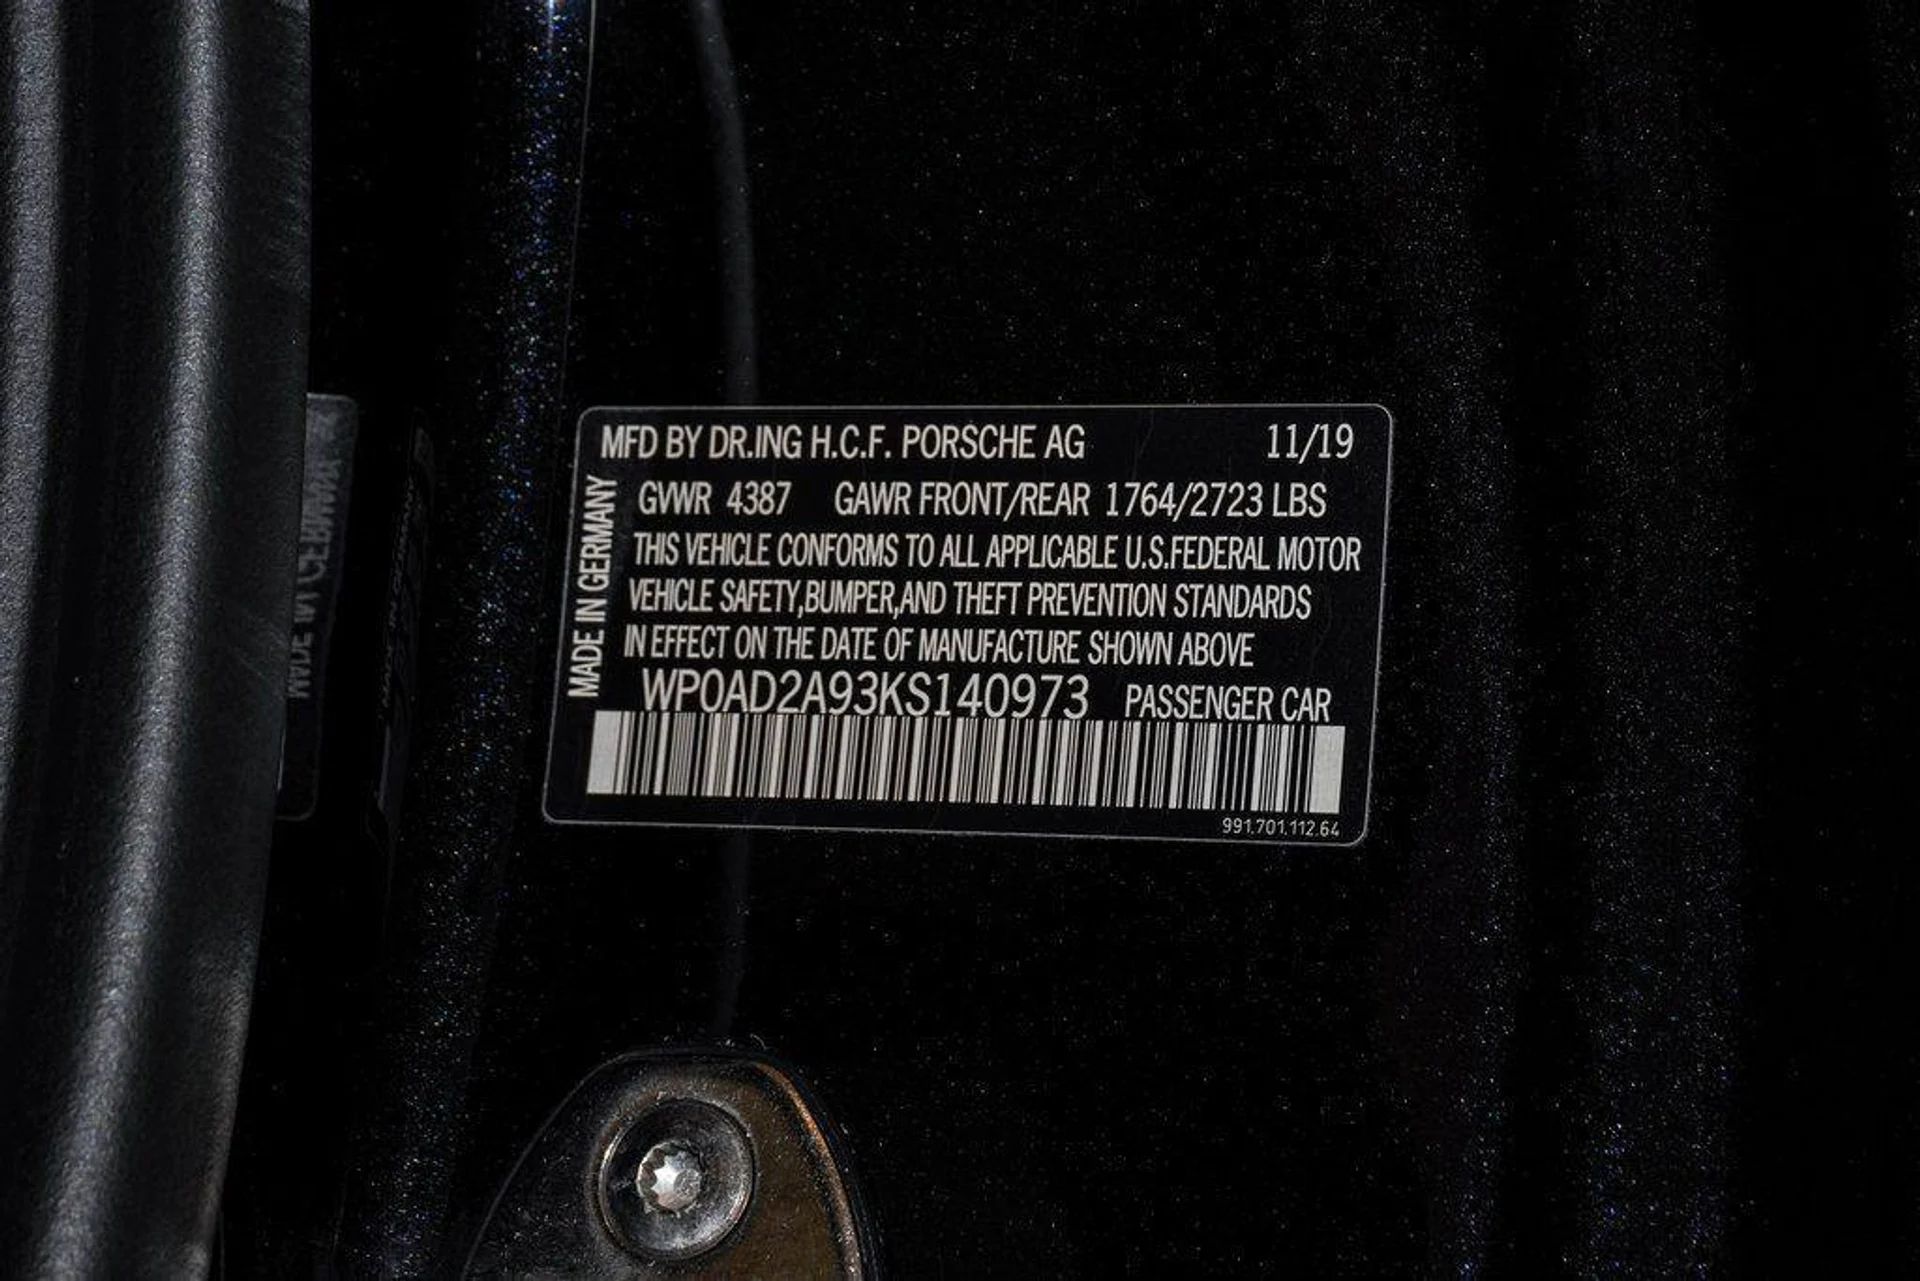 MFD BY DR.ING H.C.F. PORSCHE AG 11/19
GVWR 4387 GAWR FRONT/REAR 1764/2723 LBS
THIS VEHICLE CONFORMS TO ALL APPLICABLE U.S.FEDERAL MOTOR
VEHICLE SAFETY,BUMPER,AND THEFT PREVENTION STANDARDS
IN EFFECT ON THE DATE OF MANUFACTURE SHOWN ABOVE
WP0AD2A93KS140973 PASSENGER CAR
991.701.112.64
MADE IN GERMANY